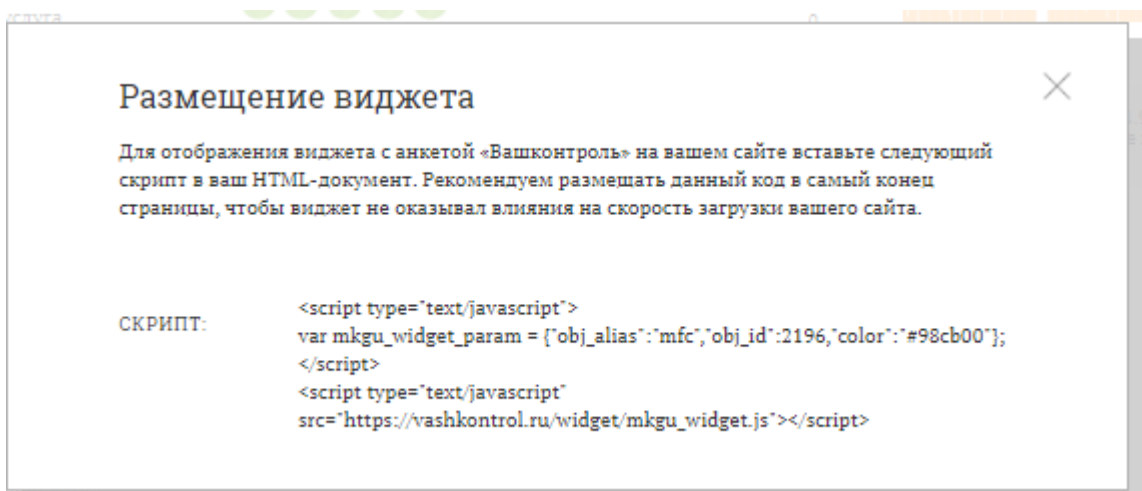 Размещение виджета
Для отображения виджета с анкетой «Вашконтроль» на вашем сайте вставьте следующий
скрипт в ваш HTML-документ. Рекомендуем размещать данный код в самый конец
страницы, чтобы виджет не оказывал влияния на скорость загрузки вашего сайта.
СКРИПТ:
<script type="text/javascript">
var mkgu_widget_param = {"obj_alias":"mfc","obj_id":2196,"color":"#98cb00"};
</script>
<script type="text/javascript"
src="https://vashkontrol.ru/widget/mkgu_widget.js"></script>